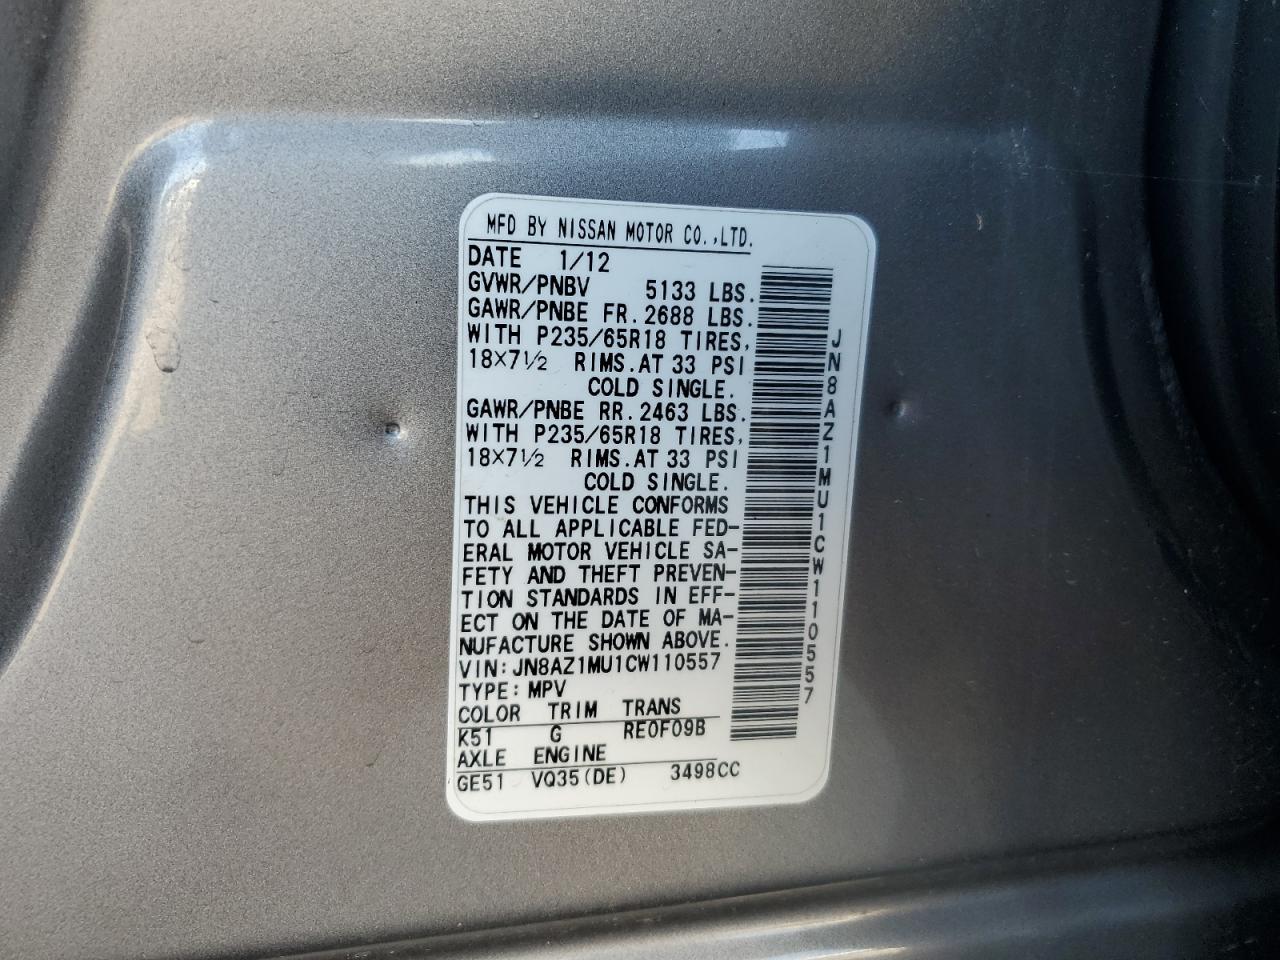 MFD BY NISSAN MOTOR CO.,LTD.
DATE 1/12
GVWR/PNBV 5133 LBS.
GAWR/PNBE FR.2688 LBS.
WITH P235/65R18 TIRES,
18×7½ RIMS.AT 33 PSI
COLD SINGLE.
GAWR/PNBE RR.2463 LBS.
WITH P235/65R18 TIRES,
18×7½ RIMS.AT 33 PSI
COLD SINGLE.
THIS VEHICLE CONFORMS
TO ALL APPLICABLE FED-
ERAL MOTOR VEHICLE SA-
FETY AND THEFT PREVEN-
TION STANDARDS IN EFF-
ECT ON THE DATE OF MA-
NUFACTURE SHOWN ABOVE.
VIN:JN8AZ1MU1CW110557
TYPE:MPV
COLOR TRIM TRANS
K51 G RE0F09B
AXLE ENGINE
GE51 VQ35(DE) 3498CC
JN8AZ1MU1CW110557